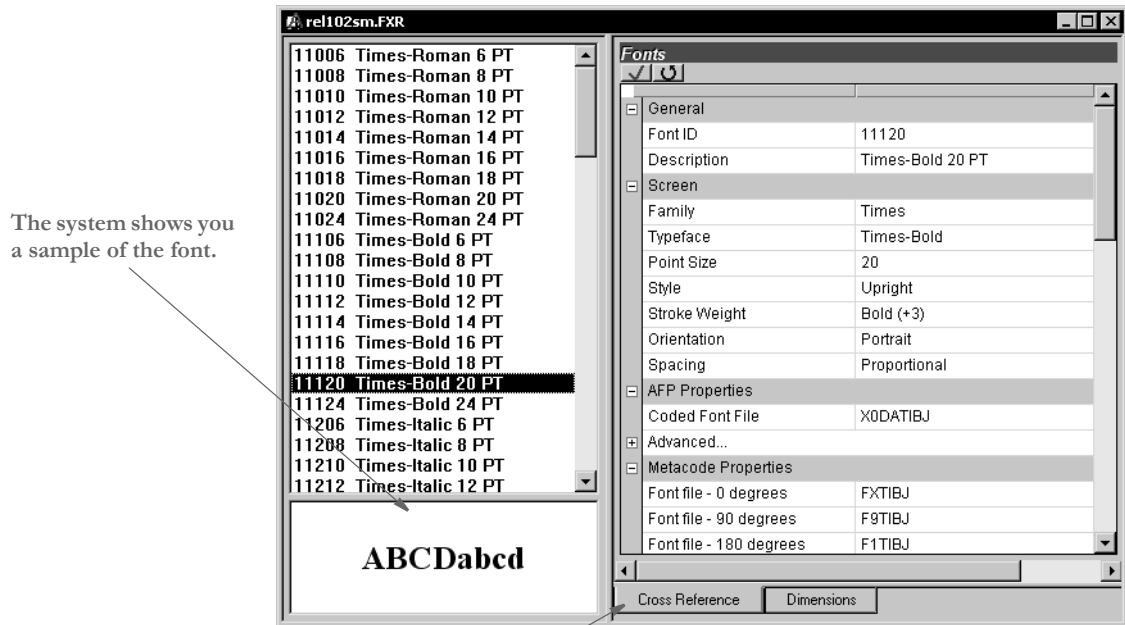 rel102sm.FXR
The system shows you
a sample of the font.
11006 Times-Roman 6 PT
11008 Times-Roman 8 PT
11010 Times-Roman 10 PT
11012 Times-Roman 12 PT
11014 Times-Roman 14 PT
11016 Times-Roman 16 PT
11018 Times-Roman 18 PT
11020 Times-Roman 20 PT
11024 Times-Roman 24 PT
11106 Times-Bold 6 PT
11108 Times-Bold 8 PT
11110 Times-Bold 10 PT
11112 Times-Bold 12 PT
11114 Times-Bold 14 PT
11116 Times-Bold 16 PT
11118 Times-Bold 18 PT
11120 Times-Bold 20 PT
11124 Times-Bold 24 PT
11206 Times-Italic 6 PT
11208 Times-Italic 8 PT
11210 Times-Italic 10 PT
11212 Times-Italic 12 PT
ABCDabcd
Fonts
General
Font ID 11120
Description Times-Bold 20 PT
Screen
Family Times
Typeface Times-Bold
Point Size 20
Style Upright
Stroke Weight Bold (+3)
Orientation Portrait
Spacing Proportional
AFP Properties
Coded Font File X0DATIBJ
Advanced...
Metacode Properties
Font file - 0 degrees FXTIBJ
Font file - 90 degrees F9TIBJ
Font file - 180 degrees F1TIBJ
Cross Reference Dimensions